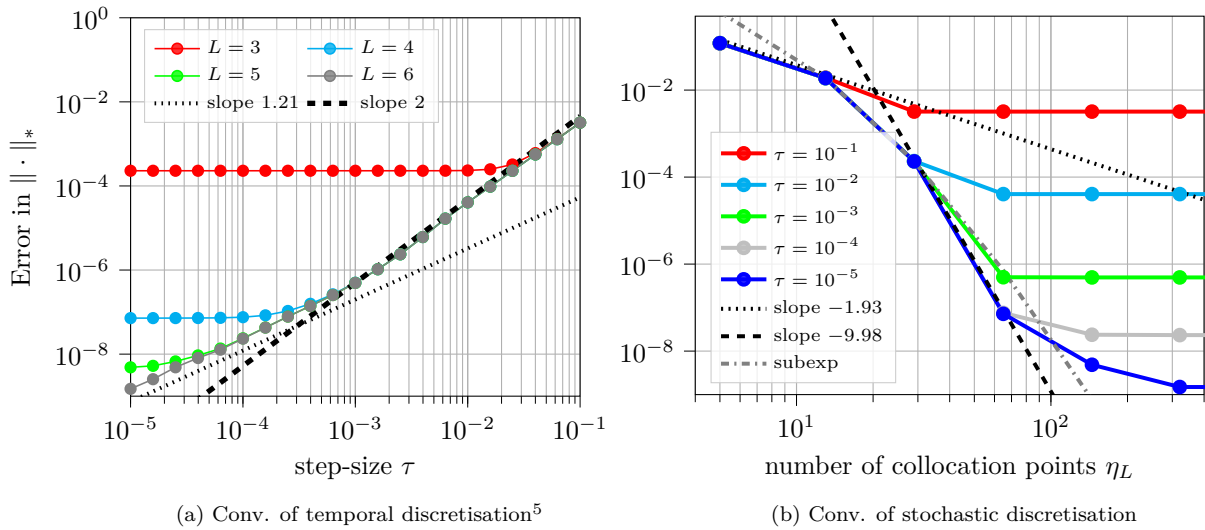 10^0
10^{-2}
10^{-4}
10^{-6}
10^{-8}
Error in ‖ · ‖_*
L = 3
L = 4
L = 5
L = 6
slope 1.21
slope 2
10^{-5}
10^{-4}
10^{-3}
10^{-2}
10^{-1}
step-size τ
(a) Conv. of temporal discretisation^5
10^{-2}
10^{-4}
10^{-6}
10^{-8}
τ = 10^{-1}
τ = 10^{-2}
τ = 10^{-3}
τ = 10^{-4}
τ = 10^{-5}
slope −1.93
slope −9.98
subexp
10^1
10^2
number of collocation points η_L
(b) Conv. of stochastic discretisation